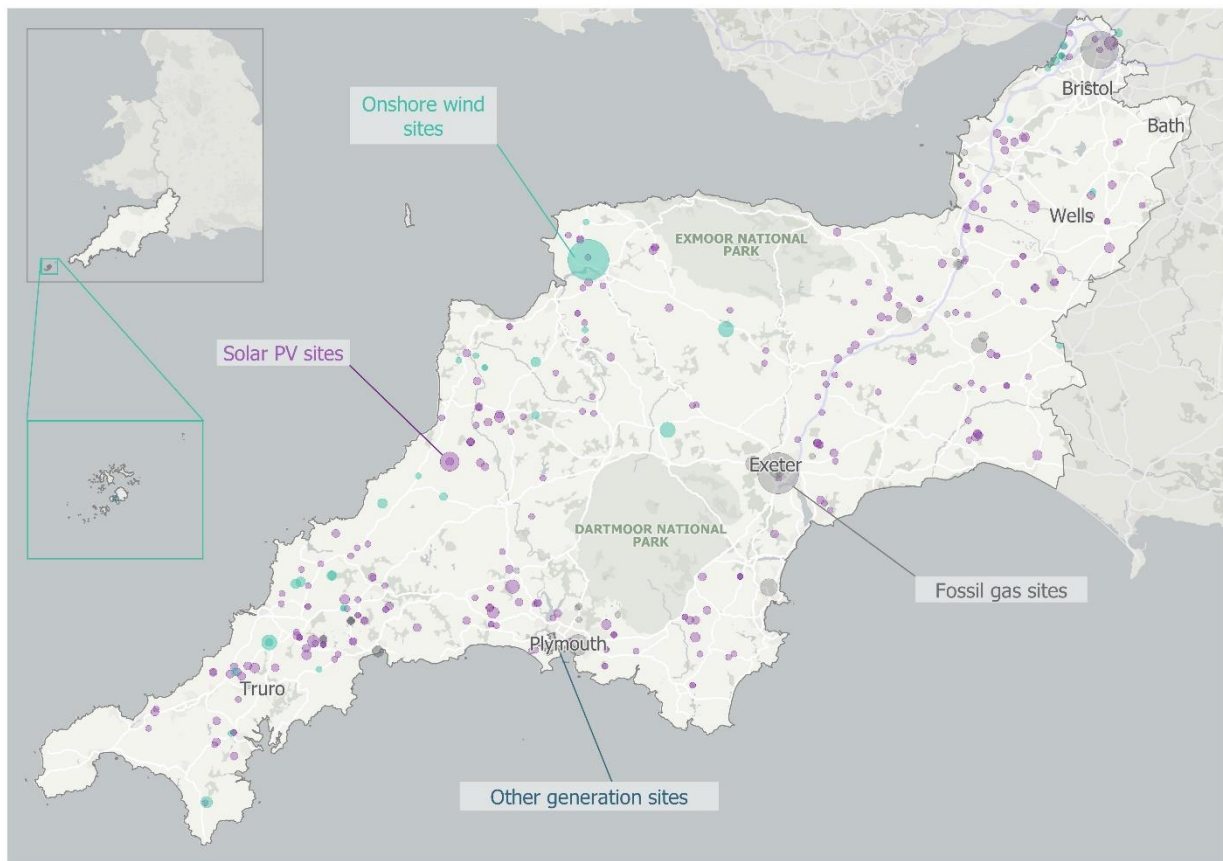 Onshore wind
sites
Bristol
Bath
Wells
EXMOOR NATIONAL
PARK
Solar PV sites
Exeter
DARTMOOR NATIONAL
PARK
Fossil gas sites
Plymouth
Truro
Other generation sites